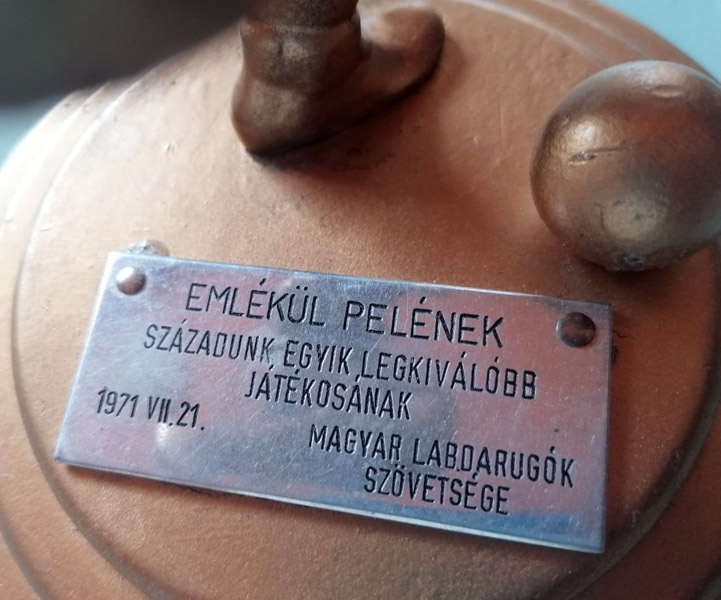 EMLÉKÜL PELÉNEK
SZÁZADUNK EGYIK LEGKIVÁLÓBB
JÁTÉKOSÁNAK
1971 VII. 21.
MAGYAR LABDARUGÓK
SZÖVETSÉGE